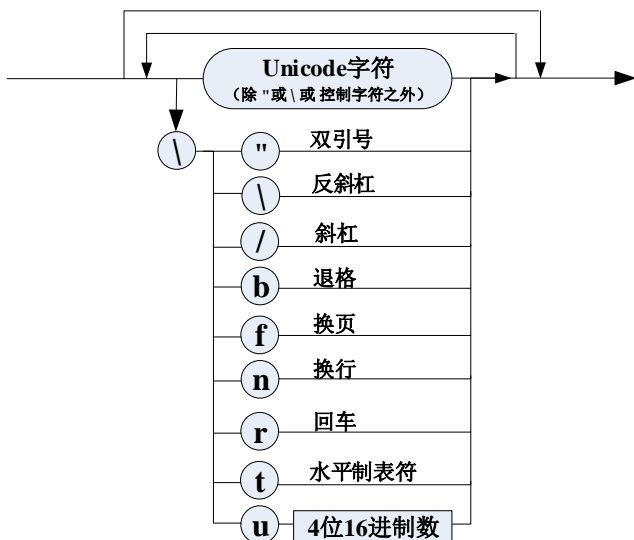 Unicode字符
（除 "或 \ 或 控制字符之外）
\
" 双引号
\ 反斜杠
/ 斜杠
b 退格
f 换页
n 换行
r 回车
t 水平制表符
u 4位16进制数